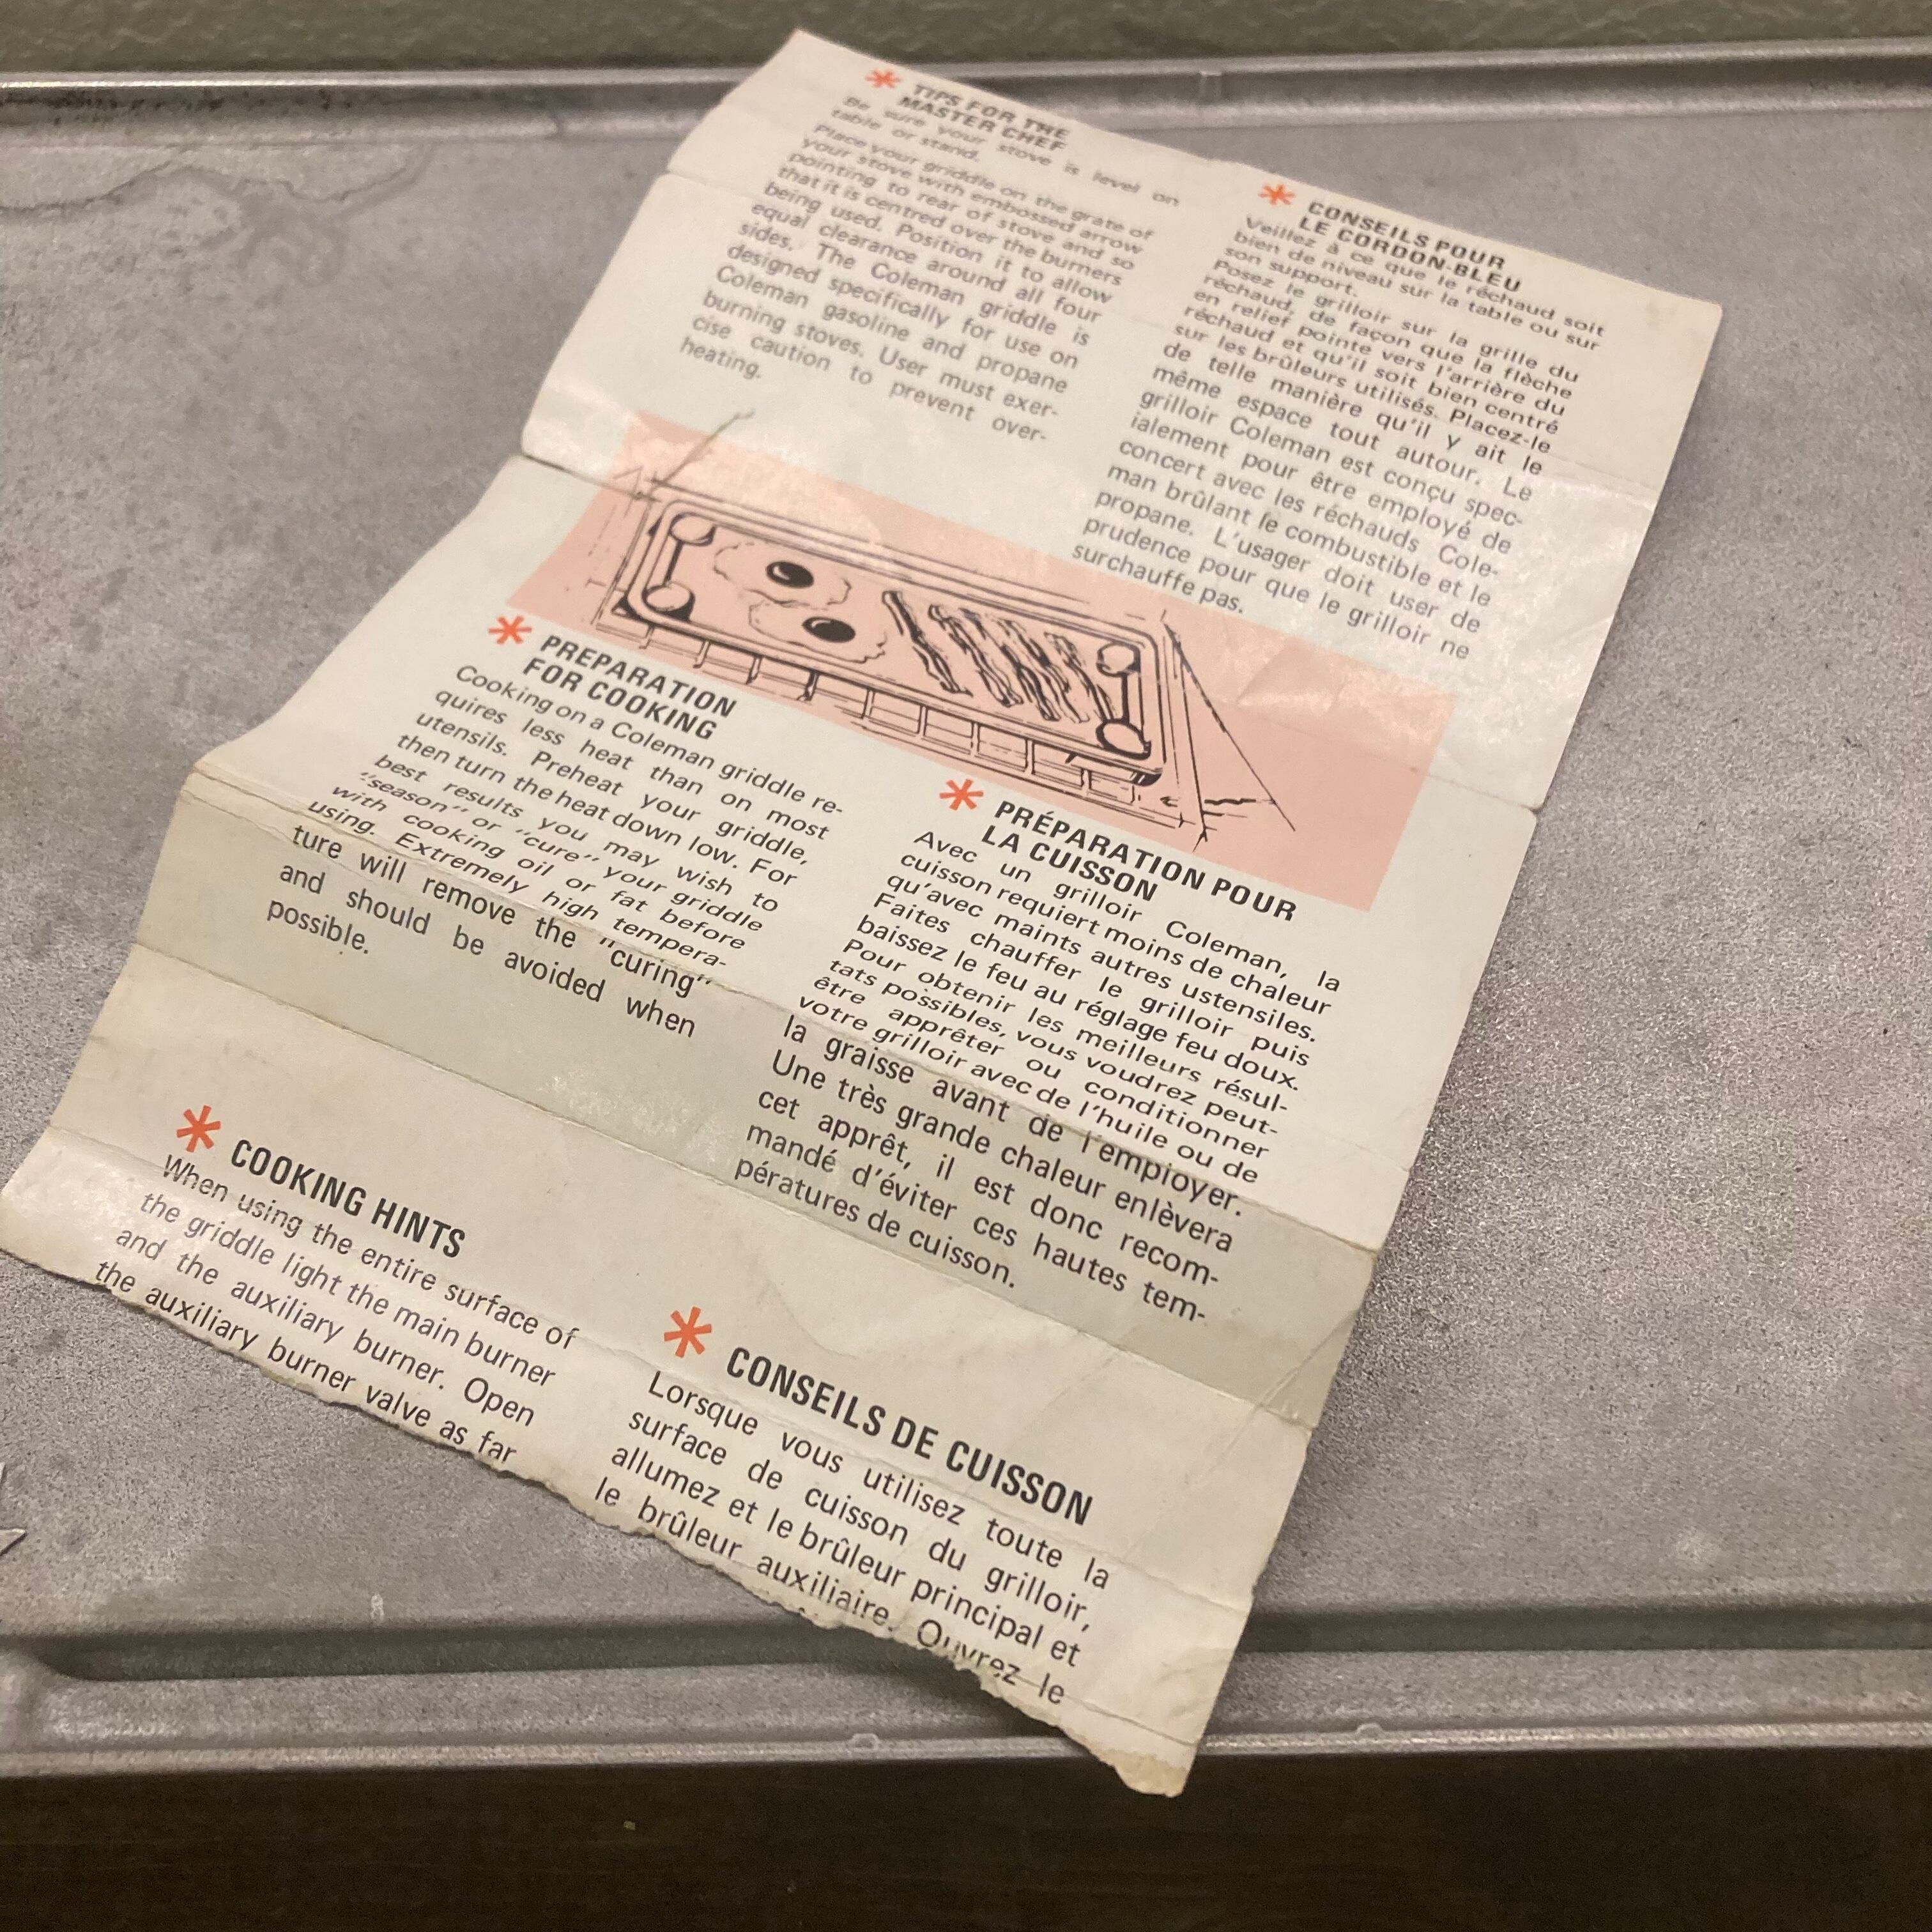 * TIPS FOR THE
MASTER CHEF
Be sure your stove is level on
table or stand.
Place your griddle on the grate of
your stove with embossed arrow
pointing to rear of stove and so
that it is centred over the burners
being used. Position it to allow
equal clearance around all four
sides. The Coleman griddle is
designed specifically for use on
Coleman gasoline and propane
burning stoves. User must exer-
cise caution to prevent over-
heating.
* CONSEILS POUR
LE CORDON-BLEU
Veillez à ce que le réchaud soit
bien de niveau sur la table ou sur
son support.
Posez le grilloir sur la grille du
réchaud, de façon que la flèche
en relief pointe vers l'arrière du
réchaud et qu'il soit bien centré
sur les brûleurs utilisés. Placez-le
de telle manière qu'il y ait le
même espace tout autour. Le
grilloir Coleman est conçu spec-
ialement pour être employé de
concert avec les réchauds Cole-
man brûlant le combustible et le
propane. L'usager doit user de
prudence pour que le grilloir ne
surchauffe pas.
* PREPARATION
FOR COOKING
Cooking on a Coleman griddle re-
quires less heat than on most
utensils. Preheat your griddle,
then turn the heat down low. For
best results you may wish to
"season" or "cure" your griddle
with cooking oil or fat before
using. Extremely high tempera-
ture will remove the "curing"
and should be avoided when
possible.
* PRÉPARATION POUR
LA CUISSON
Avec un grilloir Coleman, la
cuisson requiert moins de chaleur
qu'avec maints autres ustensiles.
Faites chauffer le grilloir puis
baissez le feu au réglage feu doux.
Pour obtenir les meilleurs résul-
tats possibles, vous voudrez peut-
être apprêter ou conditionner
votre grilloir avec de l'huile ou de
la graisse avant de l'employer.
Une très grande chaleur enlèvera
cet apprêt, il est donc recom-
mandé d'éviter ces hautes tem-
pératures de cuisson.
* COOKING HINTS
When using the entire surface of
the griddle light the main burner
and the auxiliary burner. Open
the auxiliary burner valve as far
* CONSEILS DE CUISSON
Lorsque vous utilisez toute la
surface de cuisson du grilloir,
allumez et le brûleur principal et
le brûleur auxiliaire. Ouvrez le